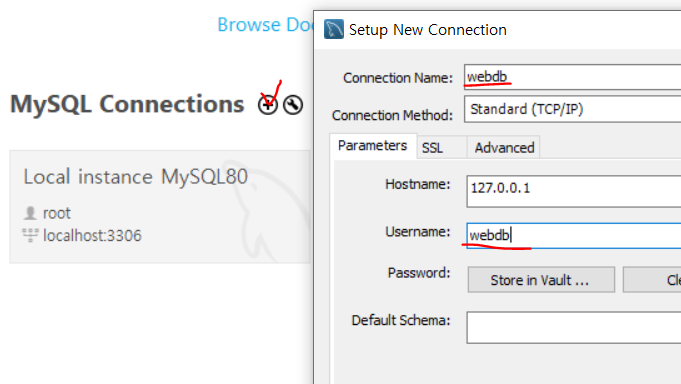 Browse Do
MySQL Connections
Local instance MySQL80
root
localhost:3306
Setup New Connection
Connection Name: webdb
Connection Method: Standard (TCP/IP)
Parameters SSL Advanced
Hostname: 127.0.0.1
Username: webdb
Password: Store in Vault ... Cle
Default Schema: